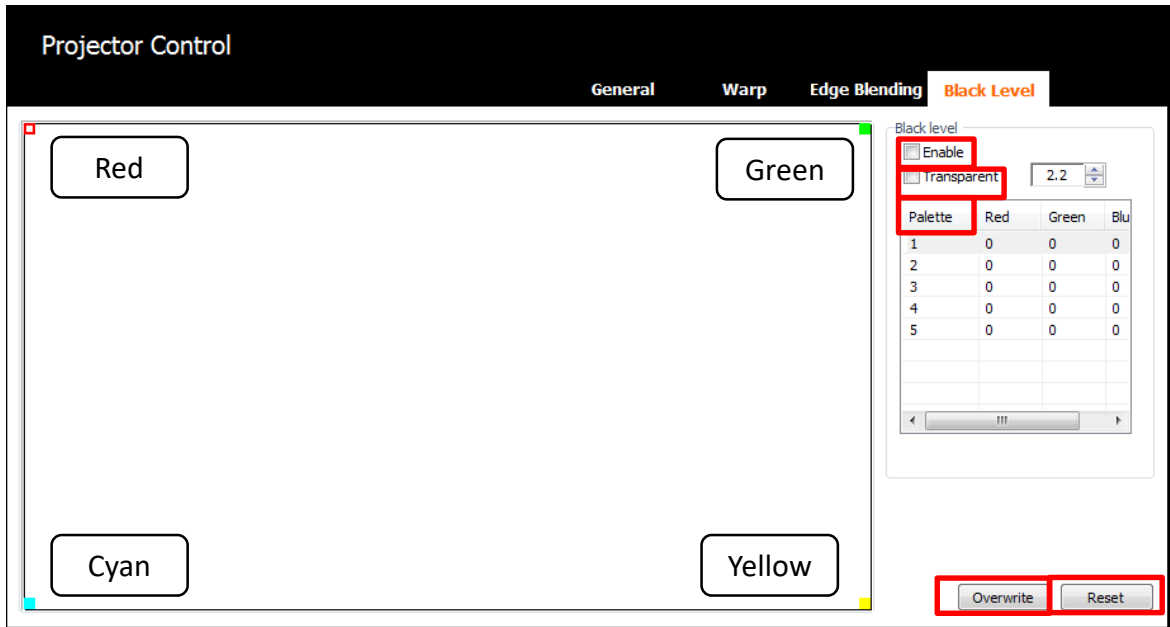 Projector Control
General Warp Edge Blending Black Level
Red
Green
Cyan
Yellow
Black level
Enable
Transparent 2.2
Palette Red Green Blu
1 0 0 0
2 0 0 0
3 0 0 0
4 0 0 0
5 0 0 0
Overwrite Reset